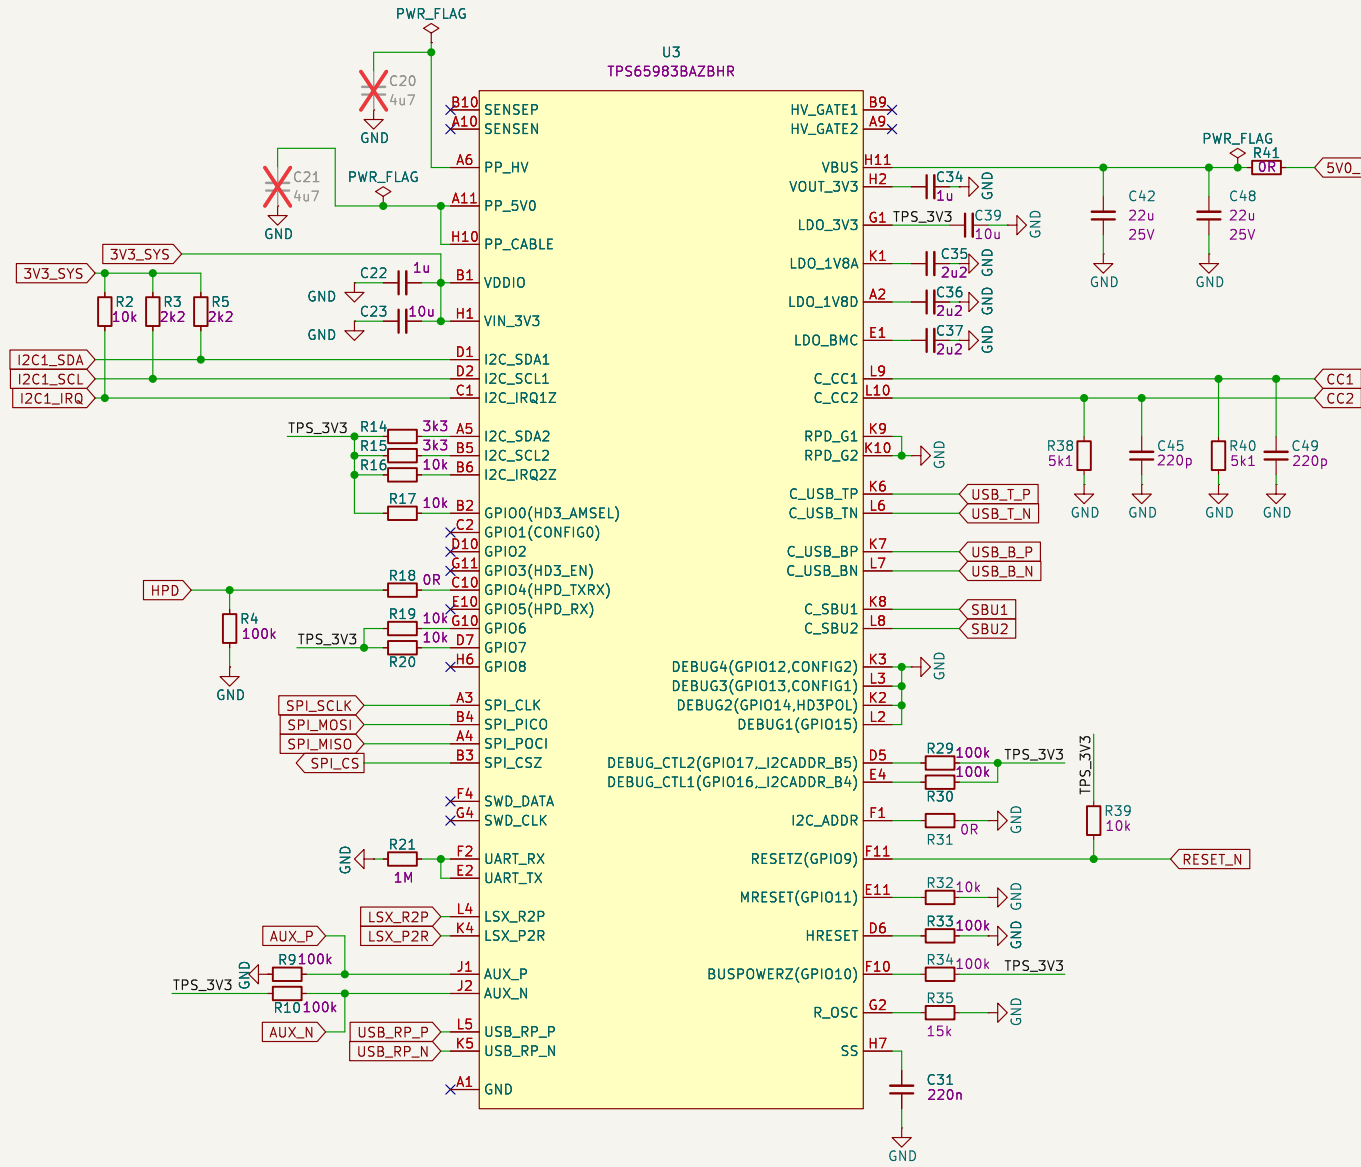 PWR_FLAG
U3
TPS65983BAZBHR
C20
4u7
GND
C21
4u7
GND
PWR_FLAG
B10 SENSEP
A10 SENSEN
A6 PP_HV
A11 PP_5V0
H10 PP_CABLE
3V3_SYS
3V3_SYS
R2
10k
R3
2k2
R5
2k2
C22
1u
GND
B1 VDDIO
C23
10u
GND
H1 VIN_3V3
I2C1_SDA
D1 I2C_SDA1
I2C1_SCL
D2 I2C_SCL1
I2C1_IRQ
C1 I2C_IRQ1Z
TPS_3V3
R14 3k3 A5 I2C_SDA2
R15 3k3 B5 I2C_SCL2
R16 10k B6 I2C_IRQ2Z
R17 10k B2 GPIO0(HD3_AMSEL)
C2 GPIO1(CONFIG0)
D10 GPIO2
G11 GPIO3(HD3_EN)
HPD
R18 0R C10 GPIO4(HPD_TXRX)
E10 GPIO5(HPD_RX)
R4
100k
GND
TPS_3V3
R19 10k G10 GPIO6
R20 10k D7 GPIO7
H6 GPIO8
SPI_SCLK A3 SPI_CLK
SPI_MOSI B4 SPI_PICO
SPI_MISO A4 SPI_POCI
SPI_CS B3 SPI_CSZ
F4 SWD_DATA
G4 SWD_CLK
GND
R21
1M
F2 UART_RX
E2 UART_TX
LSX_R2P L4 LSX_R2P
LSX_P2R K4 LSX_P2R
AUX_P
GND
R9 100k J1 AUX_P
TPS_3V3
R10 100k J2 AUX_N
AUX_N
USB_RP_P L5 USB_RP_P
USB_RP_N K5 USB_RP_N
A1 GND
HV_GATE1 B9
HV_GATE2 A9
VBUS H11
PWR_FLAG
R41
0R
5V0_
VOUT_3V3 H2
C34
1u
GND
LDO_3V3 G1 TPS_3V3
C39
10u
GND
C42
22u
25V
GND
C48
22u
25V
GND
LDO_1V8A K1
C35
2u2
GND
LDO_1V8D A2
C36
2u2
GND
LDO_BMC E1
C37
2u2
GND
C_CC1 L9 CC1
C_CC2 L10 CC2
RPD_G1 K9
RPD_G2 K10
GND
R38
5k1
GND
C45
220p
GND
R40
5k1
GND
C49
220p
GND
C_USB_TP K6 USB_T_P
C_USB_TN L6 USB_T_N
C_USB_BP K7 USB_B_P
C_USB_BN L7 USB_B_N
C_SBU1 K8 SBU1
C_SBU2 L8 SBU2
DEBUG4(GPIO12,CONFIG2) K3
GND
DEBUG3(GPIO13,CONFIG1) L3
DEBUG2(GPIO14,HD3POL) K2
DEBUG1(GPIO15) L2
DEBUG_CTL2(GPIO17,_I2CADDR_B5) D5 R29 100k TPS_3V3
DEBUG_CTL1(GPIO16,_I2CADDR_B4) E4 R30 100k
TPS_3V3
R39
10k
I2C_ADDR F1 R31 0R GND
RESETZ(GPIO9) F11 RESET_N
MRESET(GPIO11) E11 R32 10k GND
HRESET D6 R33 100k GND
BUSPOWERZ(GPIO10) F10 R34 100k TPS_3V3
R_OSC G2 R35 15k GND
SS H7
C31
220n
GND